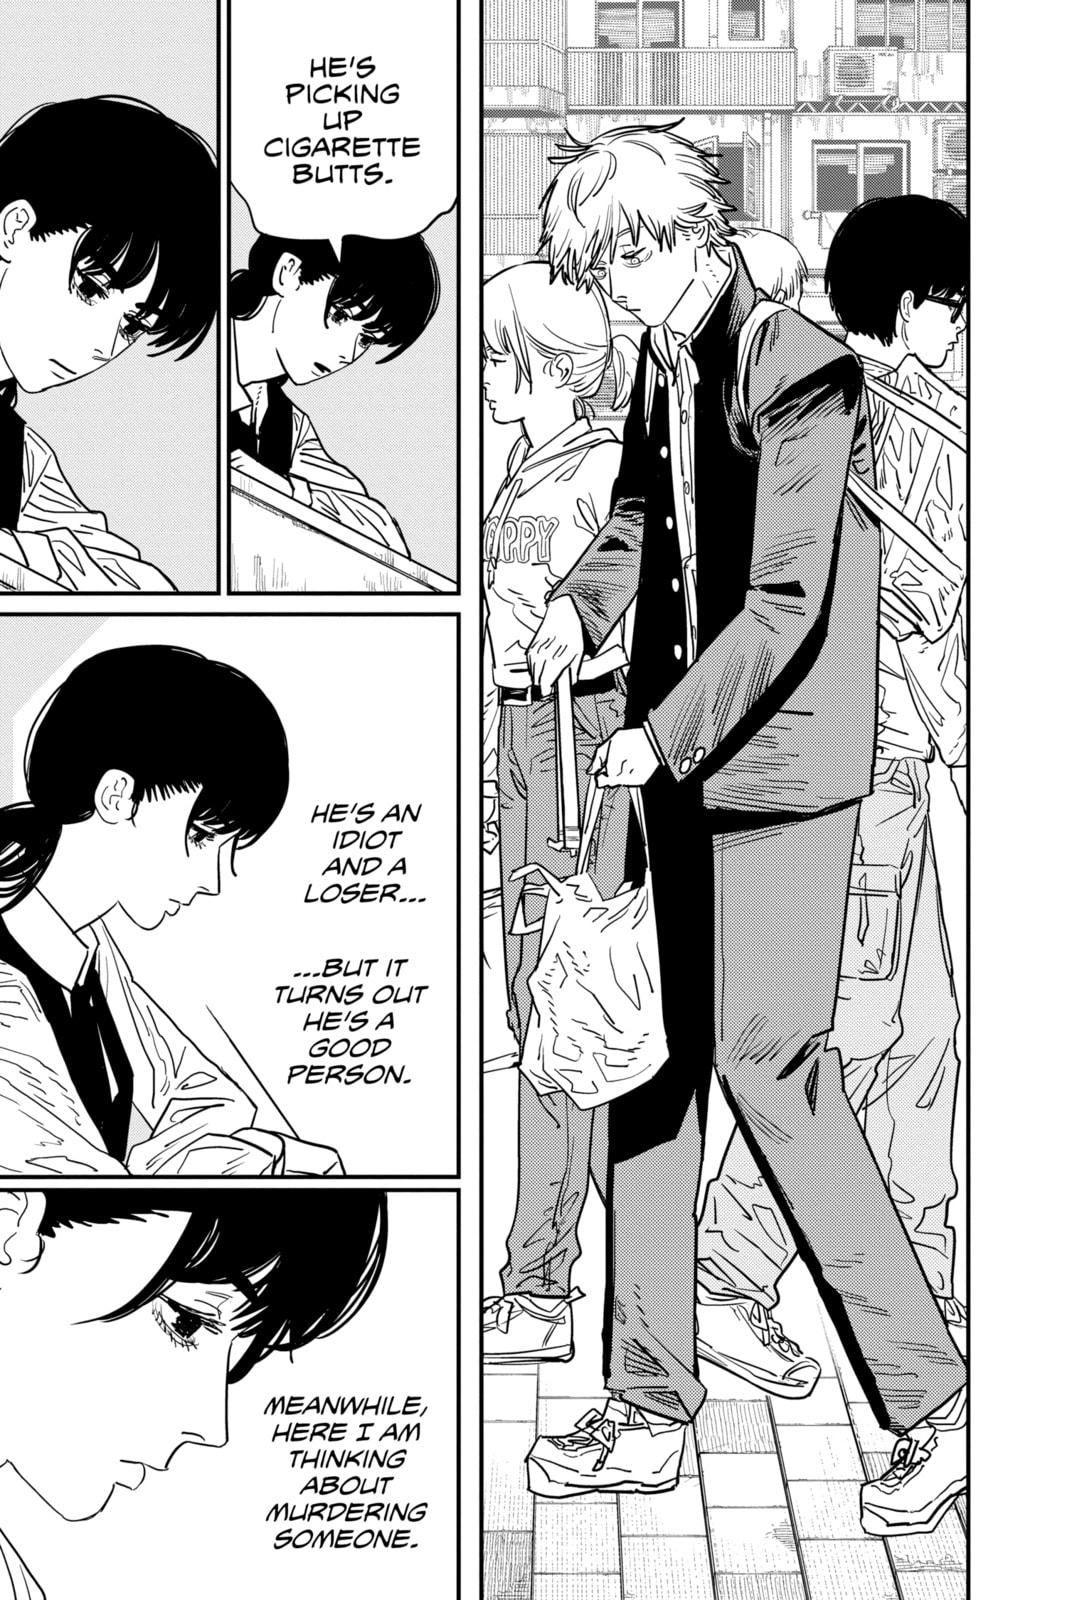 HE'S
PICKING
UP
CIGARETTE
BUTTS.
HE'S AN
IDIOT
AND A
LOSER...
...BUT IT
TURNS OUT
HE'S A
GOOD
PERSON.
MEANWHILE,
HERE I AM
THINKING
ABOUT
MURDERING
SOMEONE.